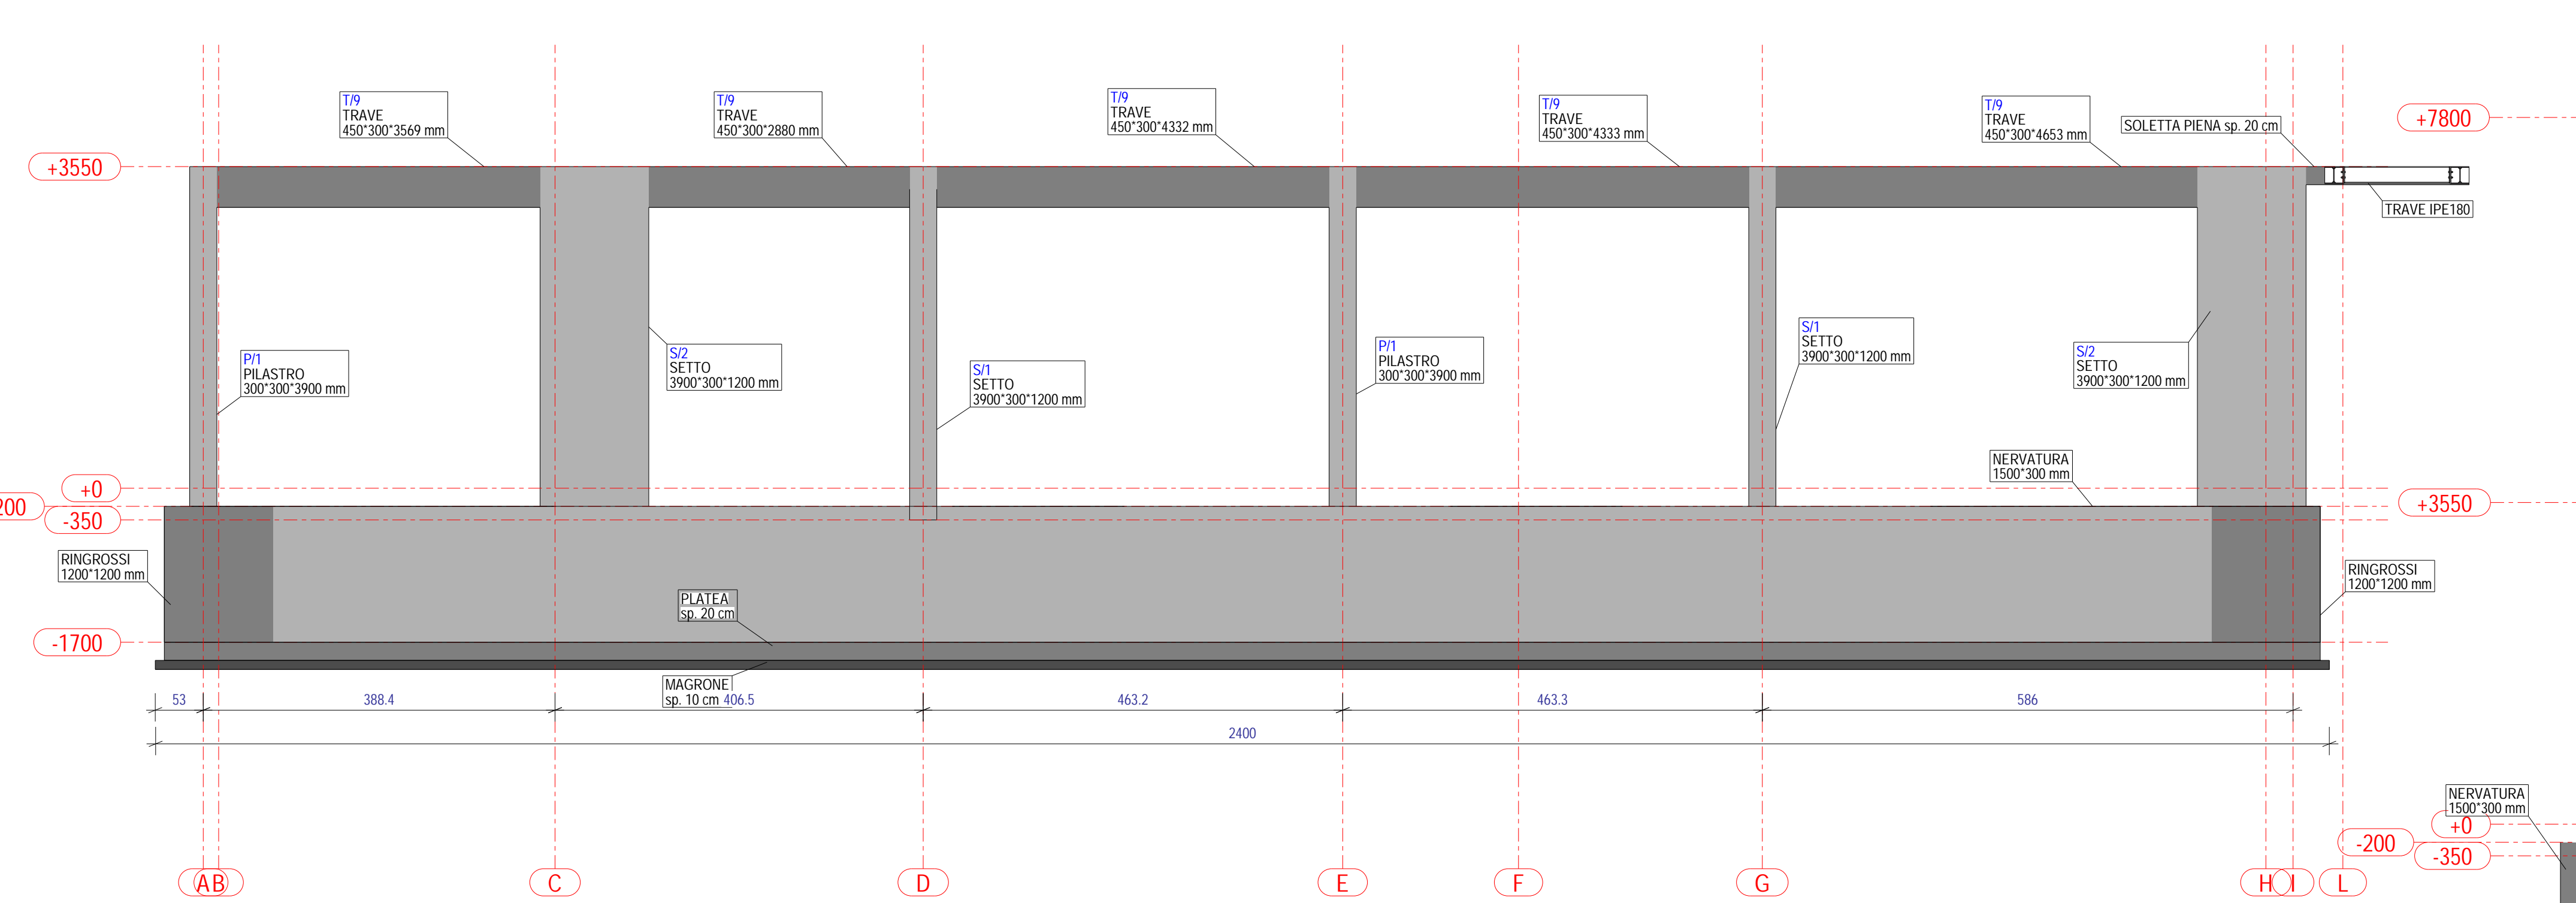 T/9
TRAVE
450*300*3569 mm
T/9
TRAVE
450*300*2880 mm
T/9
TRAVE
450*300*4332 mm
T/9
TRAVE
450*300*4333 mm
T/9
TRAVE
450*300*4653 mm
SOLETTA PIENA sp. 20 cm
+7800
+3550
TRAVE IPE180
P/1
PILASTRO
300*300*3900 mm
S/2
SETTO
3900*300*1200 mm
S/1
SETTO
3900*300*1200 mm
P/1
PILASTRO
300*300*3900 mm
S/1
SETTO
3900*300*1200 mm
S/2
SETTO
3900*300*1200 mm
NERVATURA
1500*300 mm
+0
200
-350
+3550
RINGROSSI
1200*1200 mm
PLATEA
sp. 20 cm
RINGROSSI
1200*1200 mm
-1700
MAGRONE
sp. 10 cm
53
388.4
406.5
463.2
463.3
586
2400
NERVATURA
1500*300 mm
+0
-200
-350
A
B
C
D
E
F
G
H
I
L